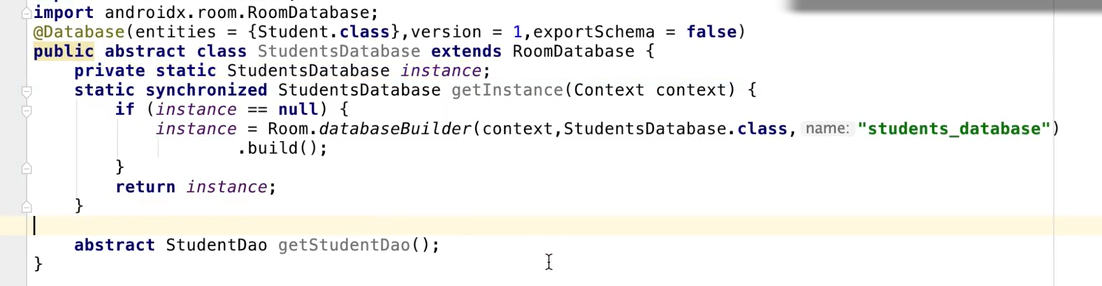 import androidx.room.RoomDatabase;
@Database(entities = {Student.class},version = 1,exportSchema = false)
public abstract class StudentsDatabase extends RoomDatabase {
    private static StudentsDatabase instance;
    static synchronized StudentsDatabase getInstance(Context context) {
        if (instance == null) {
            instance = Room.databaseBuilder(context,StudentsDatabase.class, name: "students_database")
                    .build();
        }
        return instance;
    }
    abstract StudentDao getStudentDao();
}